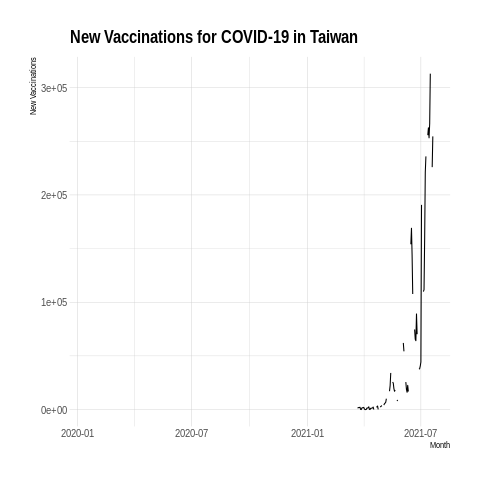 New Vaccinations for COVID-19 in Taiwan
New Vaccinations
3e+05
2e+05
1e+05
0e+00
2020-01
2020-07
2021-01
2021-07
Month